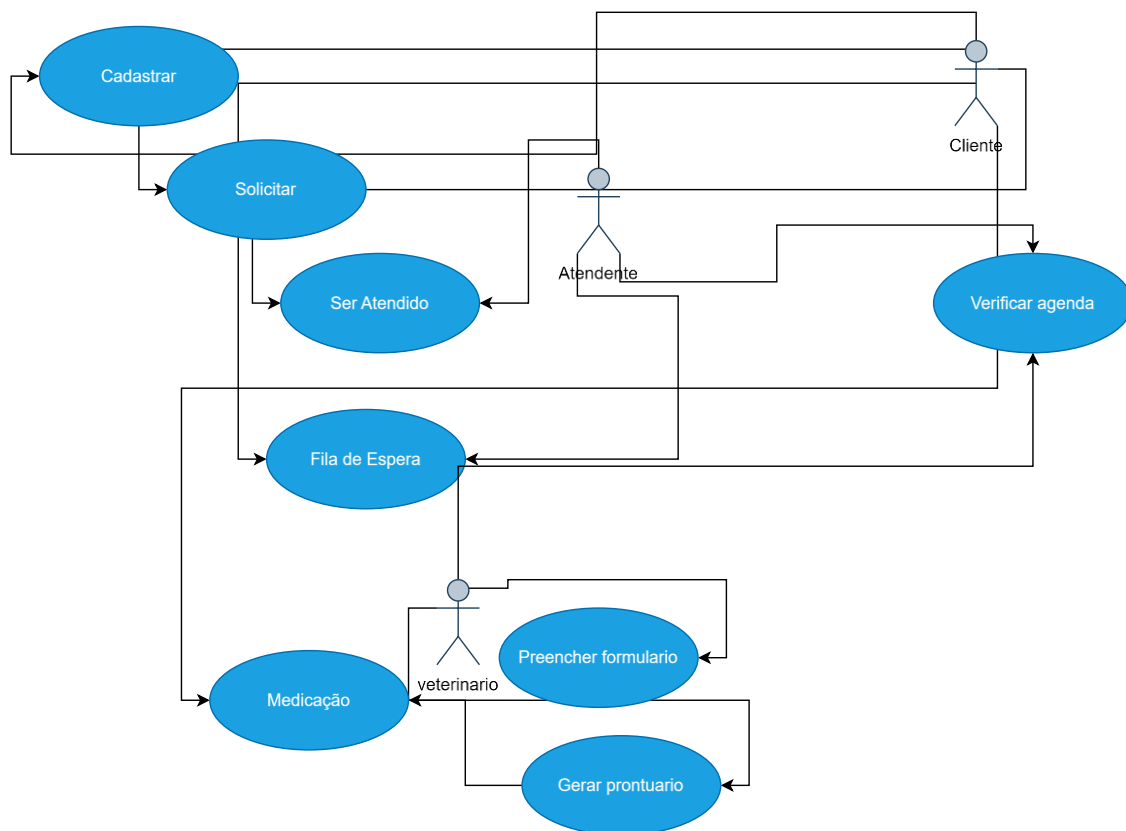 Cadastrar
Cliente
Solicitar
Atendente
Ser Atendido
Verificar agenda
Fila de Espera
Preencher formulario
veterinario
Medicação
Gerar prontuario